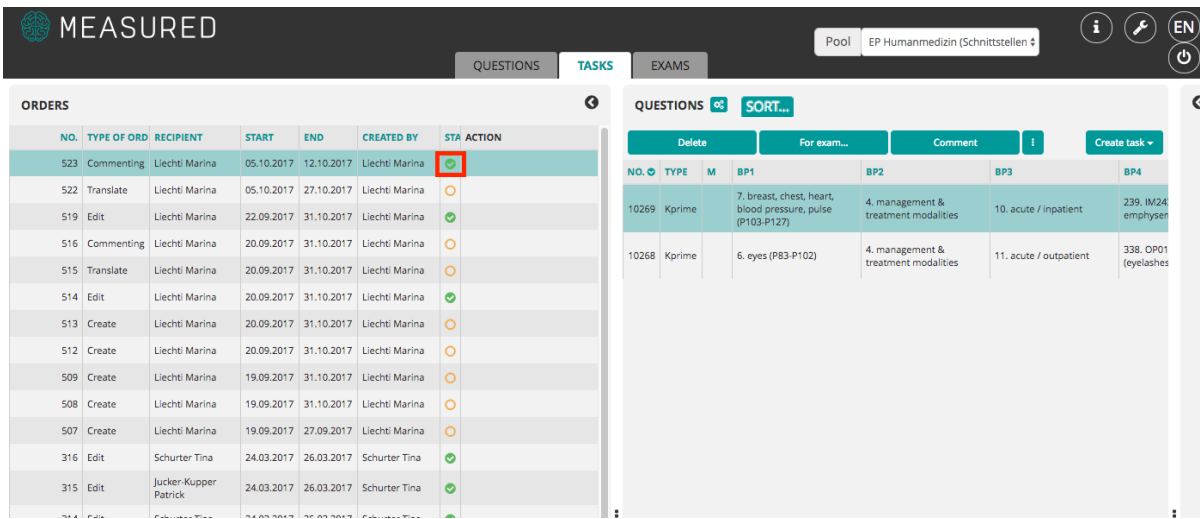 MEASURED
Pool EP Humanmedizin (Schnittstellen
i EN
QUESTIONS TASKS EXAMS
ORDERS
NO. TYPE OF ORD RECIPIENT START END CREATED BY STA ACTION
523 Commenting Liechti Marina 05.10.2017 12.10.2017 Liechti Marina
522 Translate Liechti Marina 05.10.2017 27.10.2017 Liechti Marina
519 Edit Liechti Marina 22.09.2017 31.10.2017 Liechti Marina
516 Commenting Liechti Marina 20.09.2017 31.10.2017 Liechti Marina
515 Translate Liechti Marina 20.09.2017 31.10.2017 Liechti Marina
514 Edit Liechti Marina 20.09.2017 31.10.2017 Liechti Marina
513 Create Liechti Marina 20.09.2017 31.10.2017 Liechti Marina
512 Create Liechti Marina 20.09.2017 31.10.2017 Liechti Marina
509 Create Liechti Marina 19.09.2017 31.10.2017 Liechti Marina
508 Create Liechti Marina 19.09.2017 31.10.2017 Liechti Marina
507 Create Liechti Marina 19.09.2017 27.09.2017 Liechti Marina
316 Edit Schurter Tina 24.03.2017 26.03.2017 Schurter Tina
315 Edit Jucker-Kupper Patrick 24.03.2017 26.03.2017 Schurter Tina
QUESTIONS SORT...
Delete For exam... Comment Create task
NO. TYPE M BP1 BP2 BP3 BP4
10269 Kprime 7. breast, chest, heart, blood pressure, pulse (P103-P127) 4. management & treatment modalities 10. acute / inpatient 239. IM24 emphysen
10268 Kprime 6. eyes (P83-P102) 4. management & treatment modalities 11. acute / outpatient 338. OP01 (eyelashes